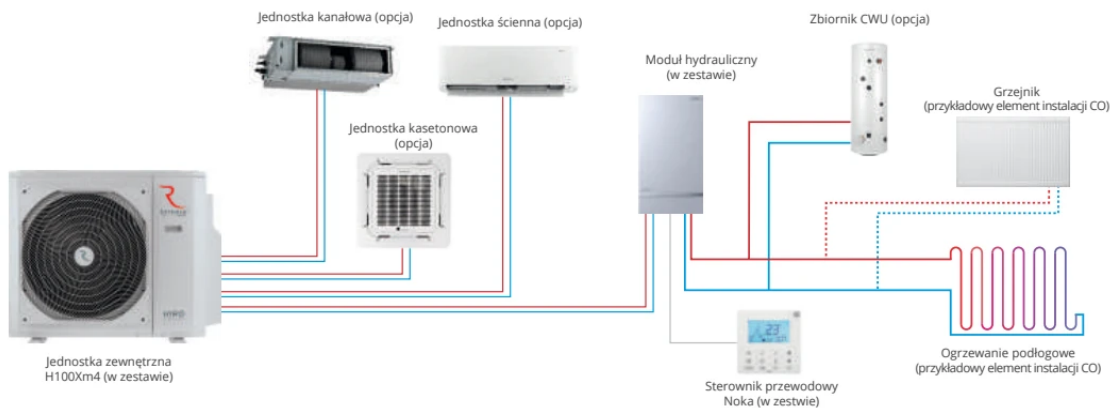 Jednostka kanałowa (opcja)
Jednostka ścienna (opcja)
Zbiornik CWU (opcja)
Moduł hydrauliczny
(w zestawie)
Grzejnik
(przykładowy element instalacji CO)
Jednostka kasetonowa
(opcja)
R
HIRO
23
Jednostka zewnętrzna
H100Xm4 (w zestawie)
Sterownik przewodowy
Noka (w zestwie)
Ogrzewanie podłogowe
(przykładowy element instalacji CO)